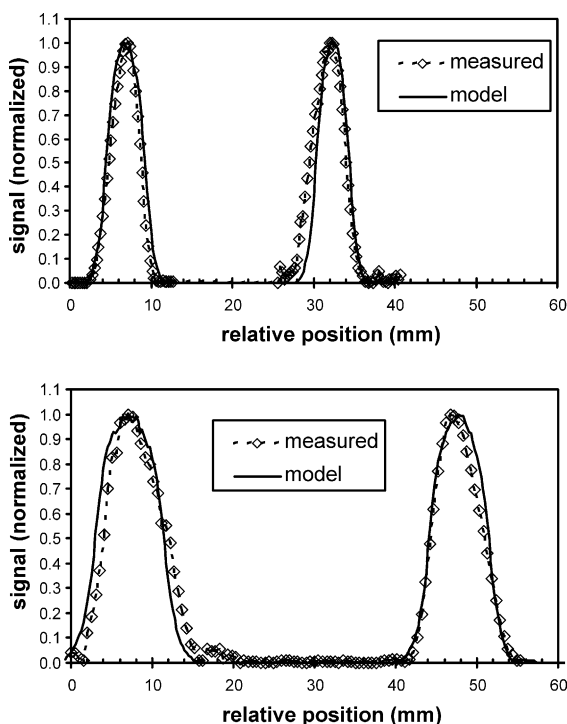 1.1
1.0
0.9
0.8
0.7
0.6
0.5
0.4
0.3
0.2
0.1
0.0
signal (normalized)
measured
model
0 10 20 30 40 50 60
relative position (mm)
1.1
1.0
0.9
0.8
0.7
0.6
0.5
0.4
0.3
0.2
0.1
0.0
signal (normalized)
measured
model
0 10 20 30 40 50 60
relative position (mm)